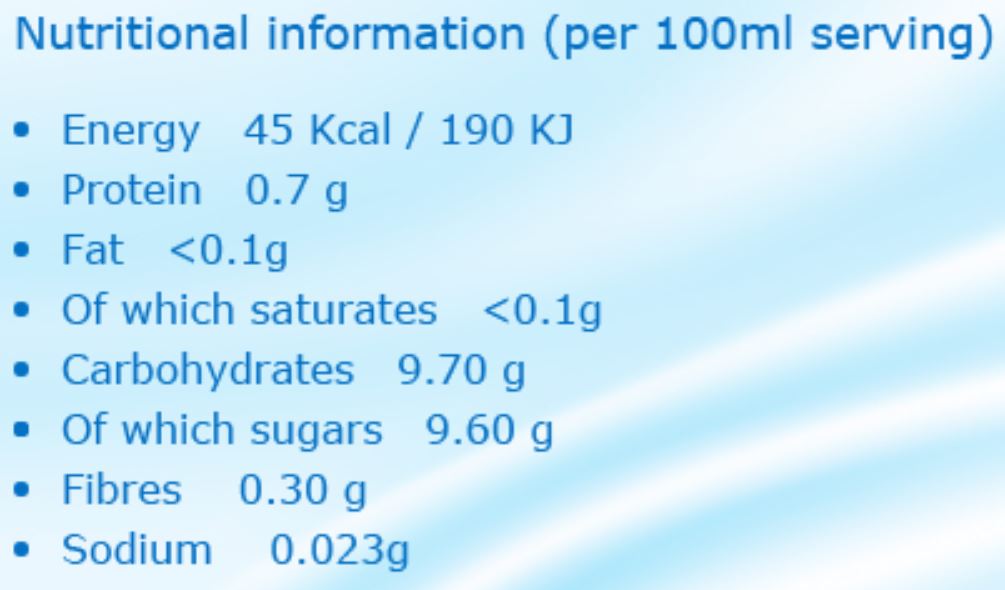 Nutritional information (per 100ml serving)
• Energy 45 Kcal / 190 KJ
• Protein 0.7 g
• Fat <0.1g
• Of which saturates <0.1g
• Carbohydrates 9.70 g
• Of which sugars 9.60 g
• Fibres 0.30 g
• Sodium 0.023g